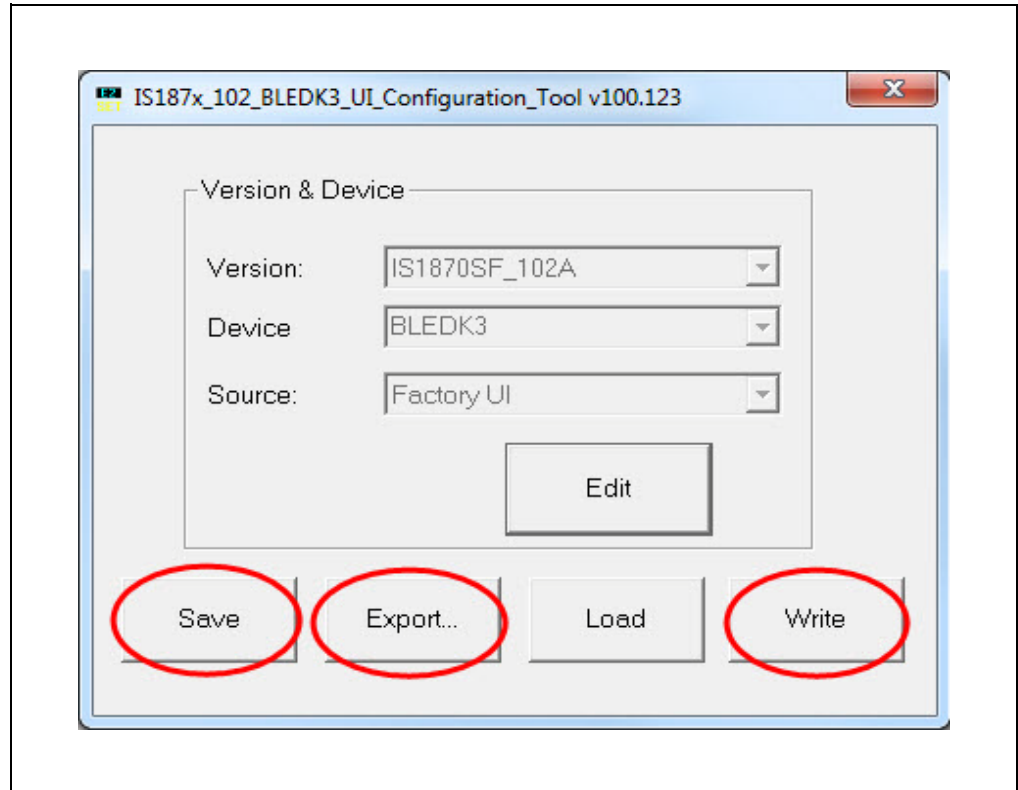 IS187x_102_BLEDK3_UI_Configuration_Tool v100.123
Version & Device
Version: IS1870SF_102A
Device BLEDK3
Source: Factory UI
Edit
Save Export... Load Write